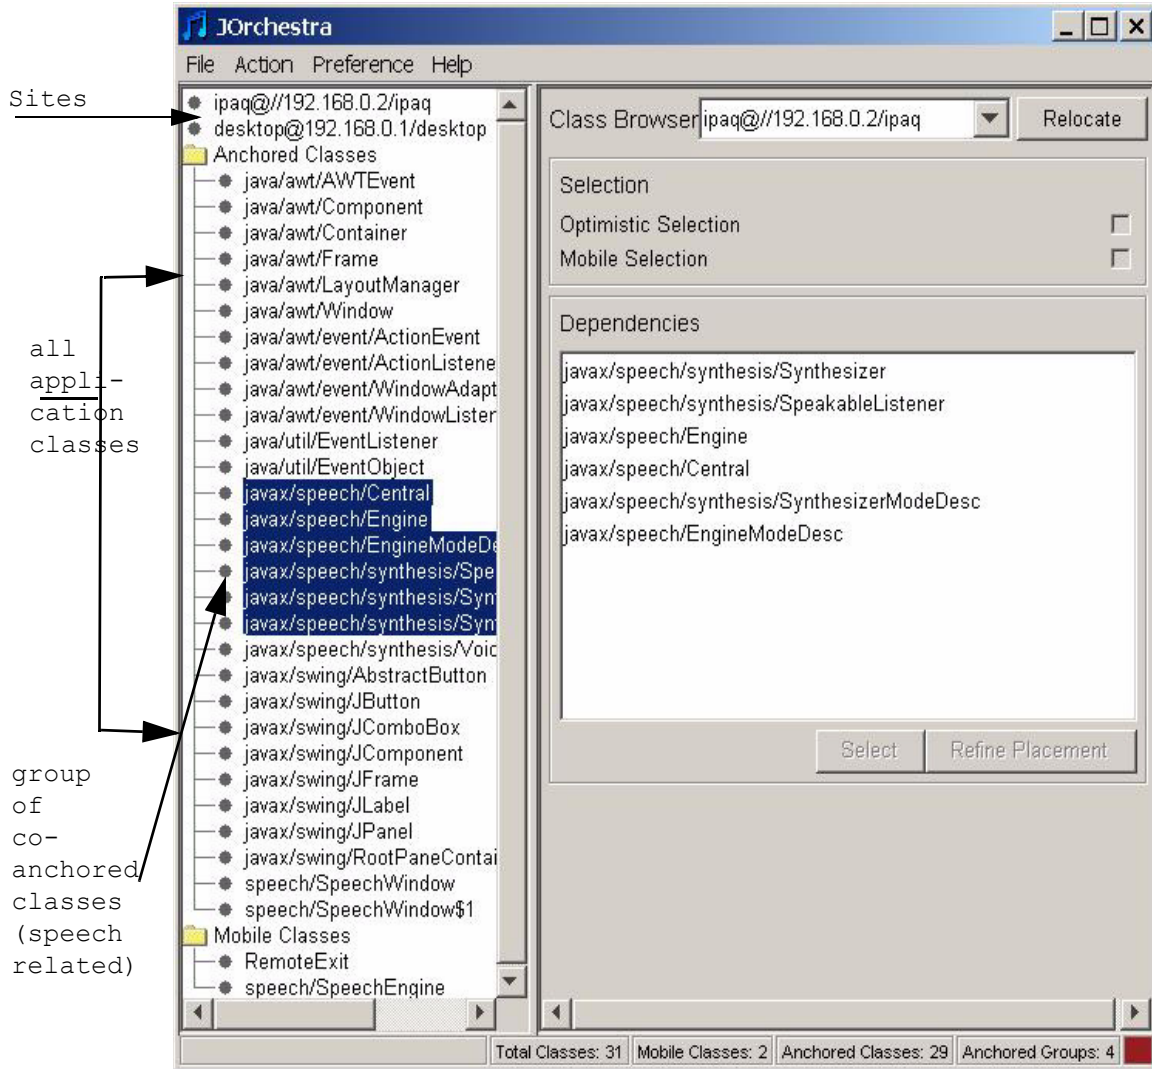 JOrchestra
File Action Preference Help
Sites
ipaq@//192.168.0.2/ipaq
desktop@192.168.0.1/desktop
Anchored Classes
java/awt/AWTEvent
java/awt/Component
java/awt/Container
java/awt/Frame
java/awt/LayoutManager
java/awt/Window
java/awt/event/ActionEvent
java/awt/event/ActionListene
java/awt/event/WindowAdapt
java/awt/event/WindowListen
java/util/EventListener
java/util/EventObject
javax/speech/Central
javax/speech/Engine
javax/speech/EngineModeDe
javax/speech/synthesis/Spe
javax/speech/synthesis/Syn
javax/speech/synthesis/Syn
javax/speech/synthesis/Voic
javax/swing/AbstractButton
javax/swing/JButton
javax/swing/JComboBox
javax/swing/JComponent
javax/swing/JFrame
javax/swing/JLabel
javax/swing/JPanel
javax/swing/RootPaneContai
speech/SpeechWindow
speech/SpeechWindow$1
Mobile Classes
RemoteExit
speech/SpeechEngine
all
appli-
cation
classes
group
of
co-
anchored
classes
(speech
related)
Class Browser ipaq@//192.168.0.2/ipaq Relocate
Selection
Optimistic Selection
Mobile Selection
Dependencies
javax/speech/synthesis/Synthesizer
javax/speech/synthesis/SpeakableListener
javax/speech/Engine
javax/speech/Central
javax/speech/synthesis/SynthesizerModeDesc
javax/speech/EngineModeDesc
Select Refine Placement
Total Classes: 31 Mobile Classes: 2 Anchored Classes: 29 Anchored Groups: 4